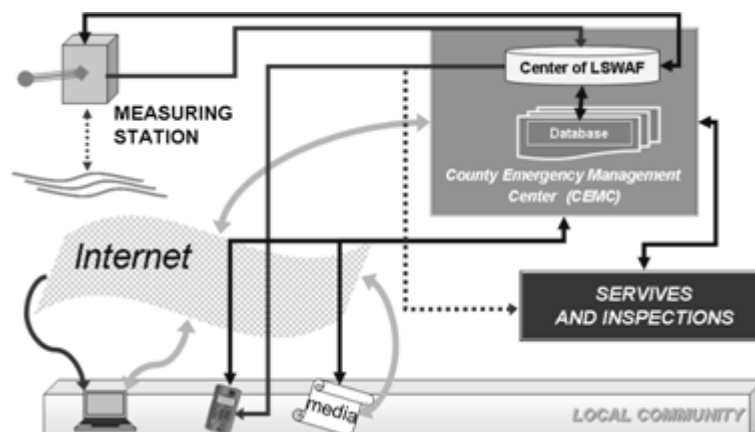 Center of LSWAF
MEASURING
STATION
Database
County Emergency Management
Center (CEMC)
Internet
SERVIVES
AND INSPECTIONS
media
LOCAL COMMUNITY